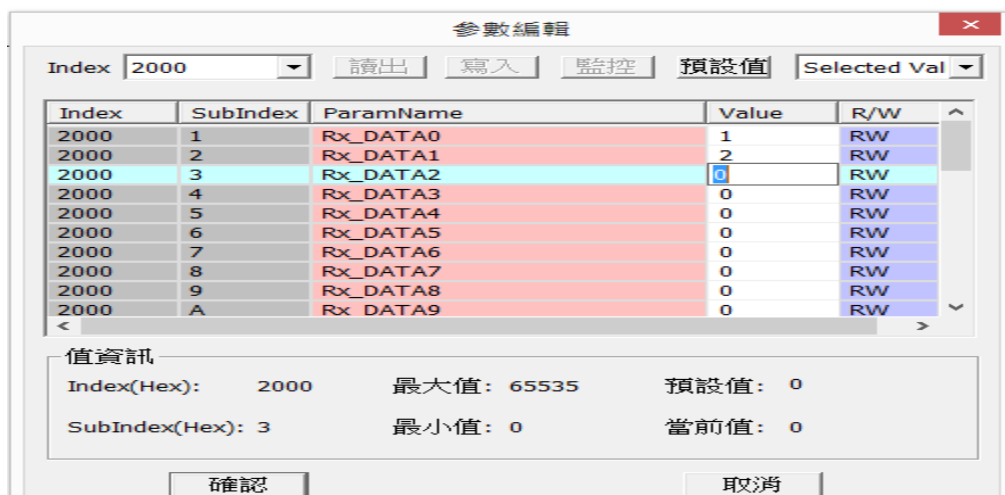 參數編輯
Index 2000 讀出 寫入 監控 預設值 Selected Val
Index SubIndex ParamName Value R/W
2000 1 Rx_DATA0 1 RW
2000 2 Rx_DATA1 2 RW
2000 3 Rx_DATA2 0 RW
2000 4 Rx_DATA3 0 RW
2000 5 Rx_DATA4 0 RW
2000 6 Rx_DATA5 0 RW
2000 7 Rx_DATA6 0 RW
2000 8 Rx_DATA7 0 RW
2000 9 Rx_DATA8 0 RW
2000 A Rx_DATA9 0 RW
值資訊
Index(Hex): 2000 最大值: 65535 預設值: 0
SubIndex(Hex): 3 最小值: 0 當前值: 0
確認 取消